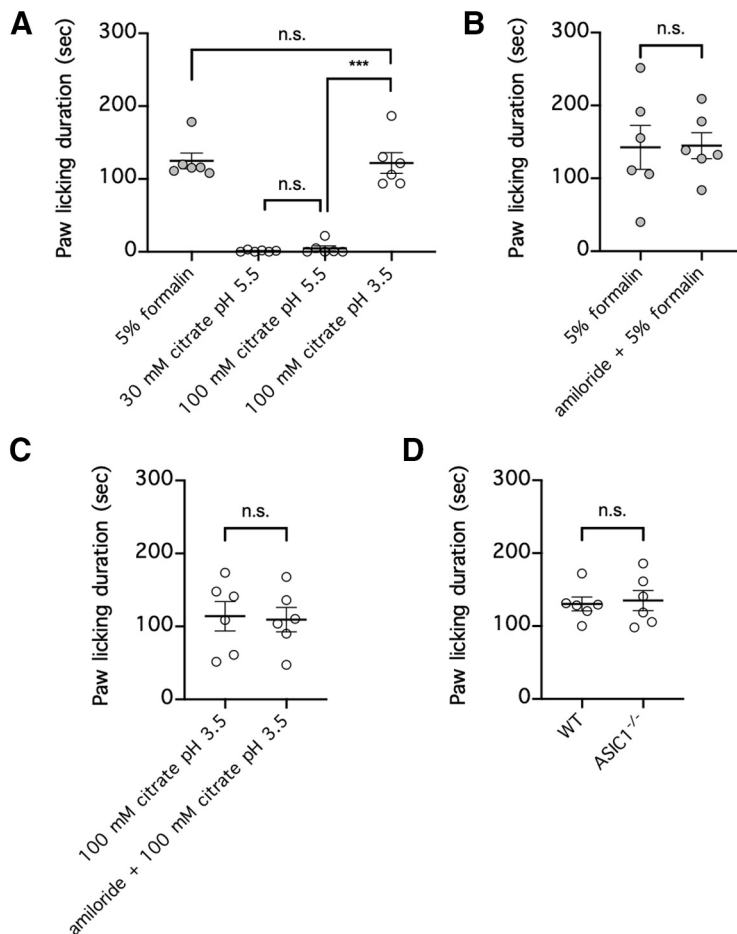 A
Paw licking duration (sec)
300
200
100
0
n.s.
***
n.s.
5% formalin
30 mM citrate pH 5.5
100 mM citrate pH 5.5
100 mM citrate pH 3.5
B
Paw licking duration (sec)
300
200
100
0
n.s.
5% formalin
amiloride + 5% formalin
C
Paw licking duration (sec)
300
200
100
0
n.s.
100 mM citrate pH 3.5
amiloride + 100 mM citrate pH 3.5
D
Paw licking duration (sec)
300
200
100
0
n.s.
WT
ASIC1⁻/⁻